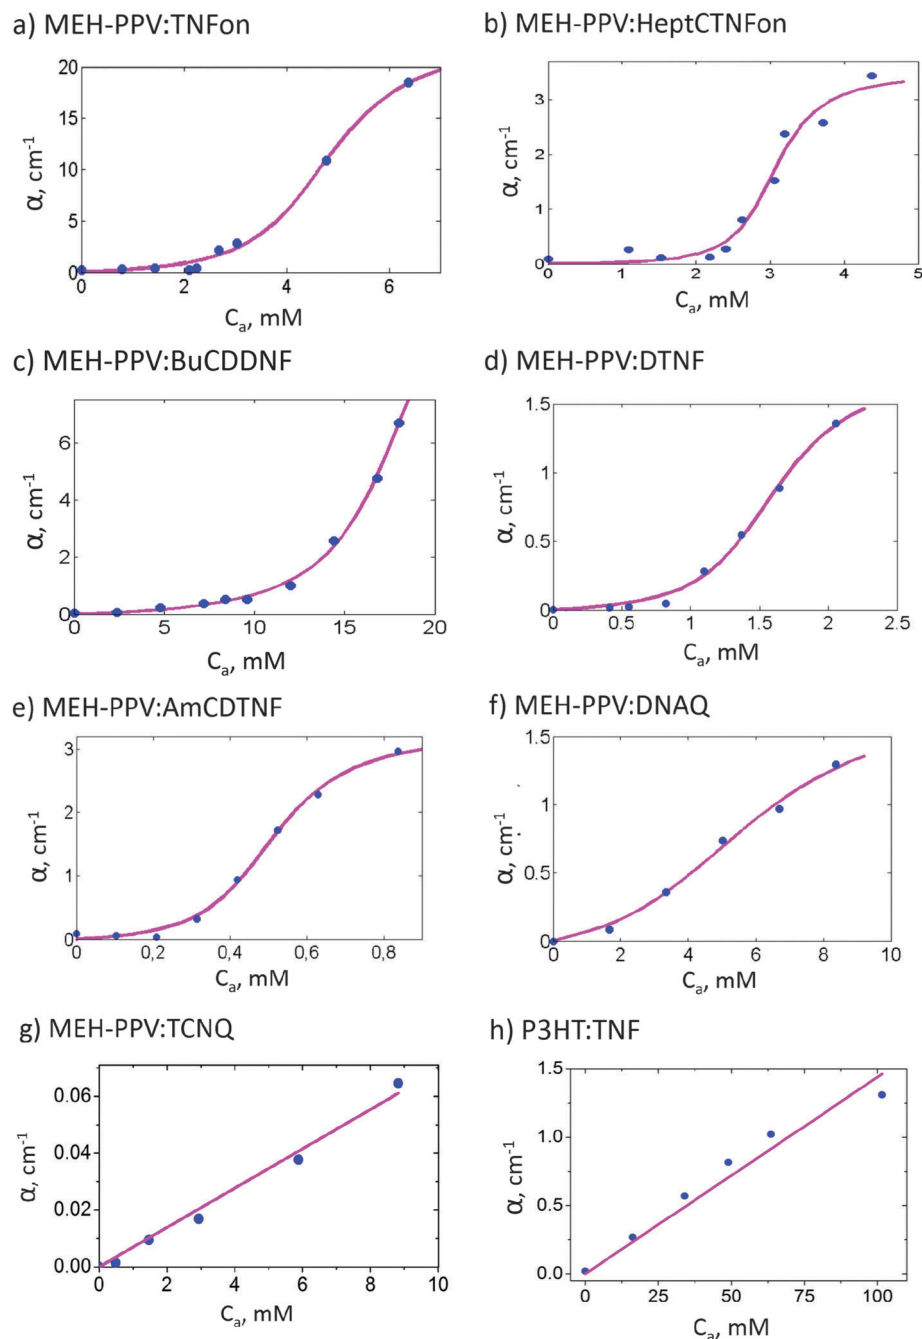 a) MEH-PPV:TNFon
20
15
10
5
0
α, cm⁻¹
0 2 4 6
Cₐ, mM
b) MEH-PPV:HeptCTNFon
3
2
1
0
α, cm⁻¹
0 1 2 3 4 5
Cₐ, mM
c) MEH-PPV:BuCDDNF
6
4
2
0
α, cm⁻¹
0 5 10 15 20
Cₐ, mM
d) MEH-PPV:DTNF
1.5
1
0.5
0
α, cm⁻¹
0 0.5 1 1.5 2 2.5
Cₐ, mM
e) MEH-PPV:AmCDTNF
3
2
1
0
α, cm⁻¹
0 0,2 0,4 0,6 0,8
Cₐ, mM
f) MEH-PPV:DNAQ
1.5
1
0.5
0
α, cm⁻¹
0 2 4 6 8 10
Cₐ, mM
g) MEH-PPV:TCNQ
0.06
0.04
0.02
0.00
α, cm⁻¹
0 2 4 6 8 10
Cₐ, mM
h) P3HT:TNF
1.5
1.0
0.5
0.0
α, cm⁻¹
0 25 50 75 100
Cₐ, mM